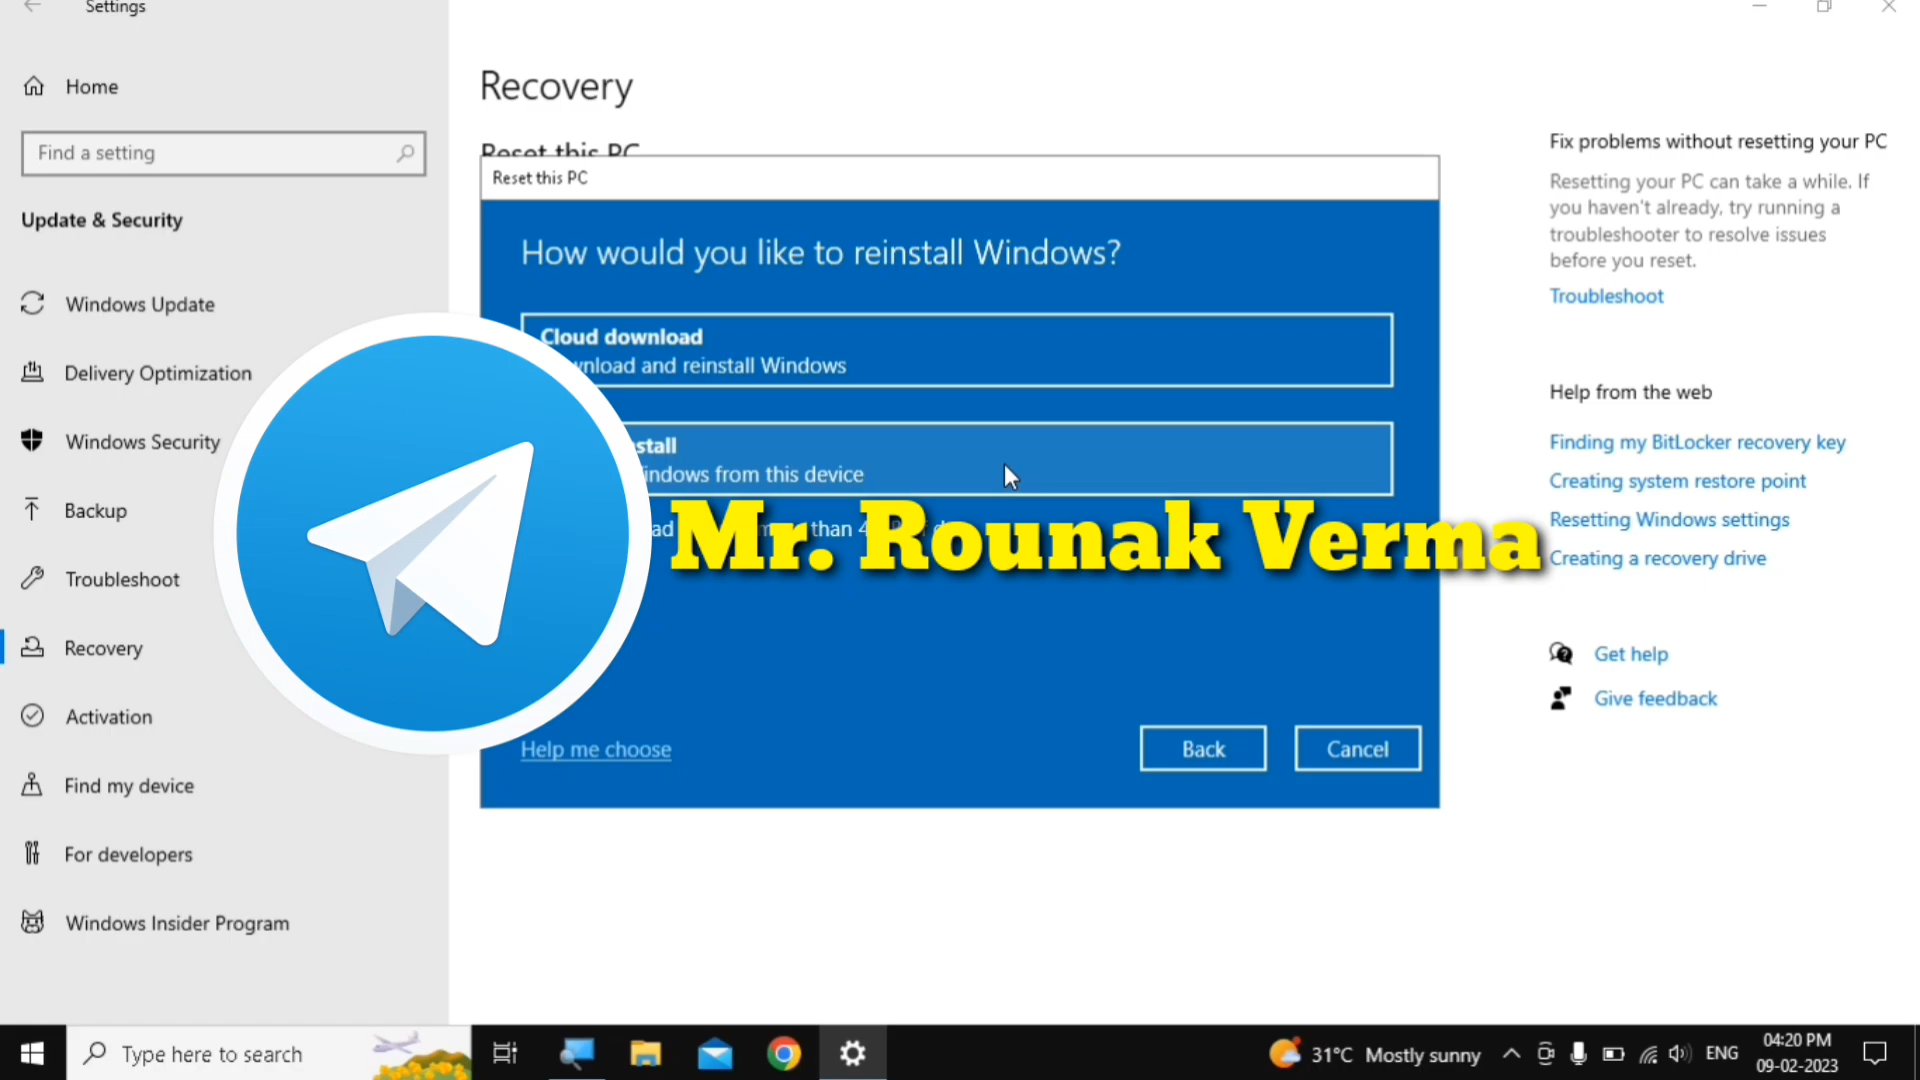 Settings
Home
Find a setting
Update & Security
Windows Update
Delivery Optimization
Windows Security
Backup
Troubleshoot
Recovery
Activation
Find my device
For developers
Windows Insider Program
Recovery
Reset this PC
Reset this PC
How would you like to reinstall Windows?
Cloud download
wnload and reinstall Windows
stall
indows from this device
ad than 4
Mr. Rounak Verma
Help me choose
Back
Cancel
Fix problems without resetting your PC
Resetting your PC can take a while. If
you haven't already, try running a
troubleshooter to resolve issues
before you reset.
Troubleshoot
Help from the web
Finding my BitLocker recovery key
Creating system restore point
Resetting Windows settings
Creating a recovery drive
Get help
Give feedback
Type here to search
31°C Mostly sunny
ENG
04:20 PM
09-02-2023